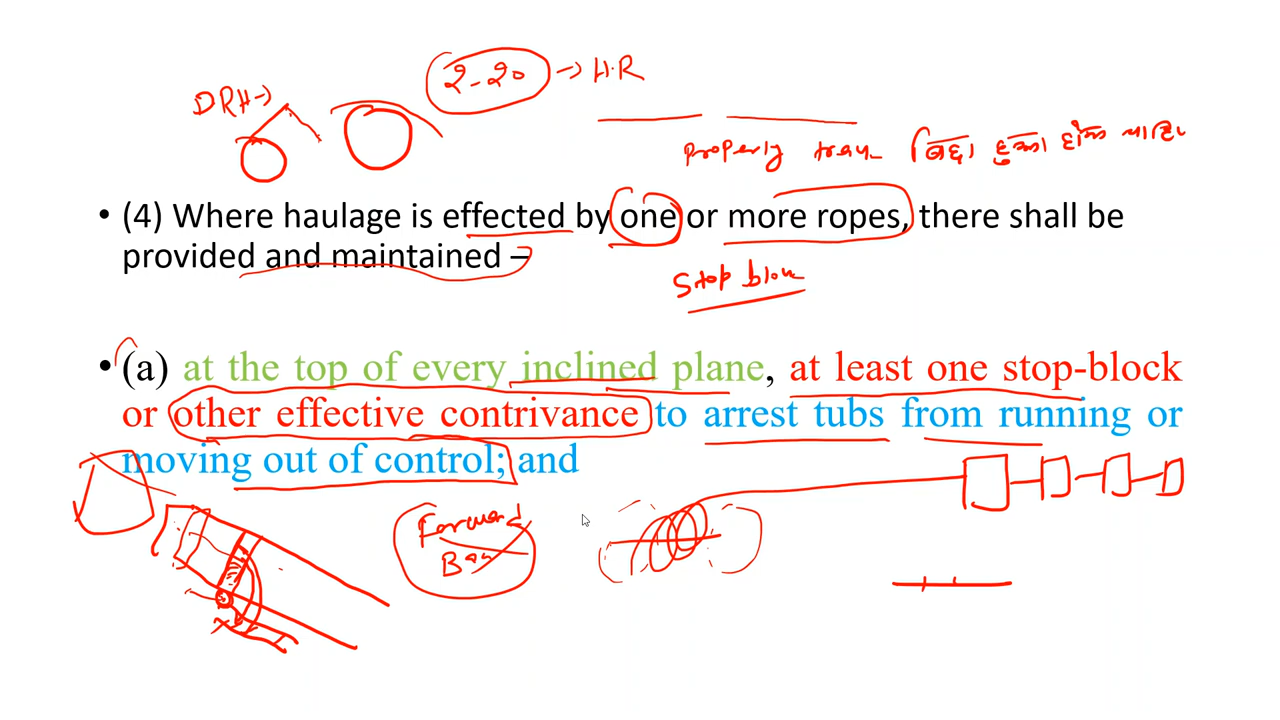 2-20 → H.R
DRH→
Properly बिछा हुआ होना
• (4) Where haulage is effected by one or more ropes, there shall be
provided and maintained –
Stop block
• (a) at the top of every inclined plane, at least one stop-block
or other effective contrivance to arrest tubs from running or
moving out of control; and
Forward